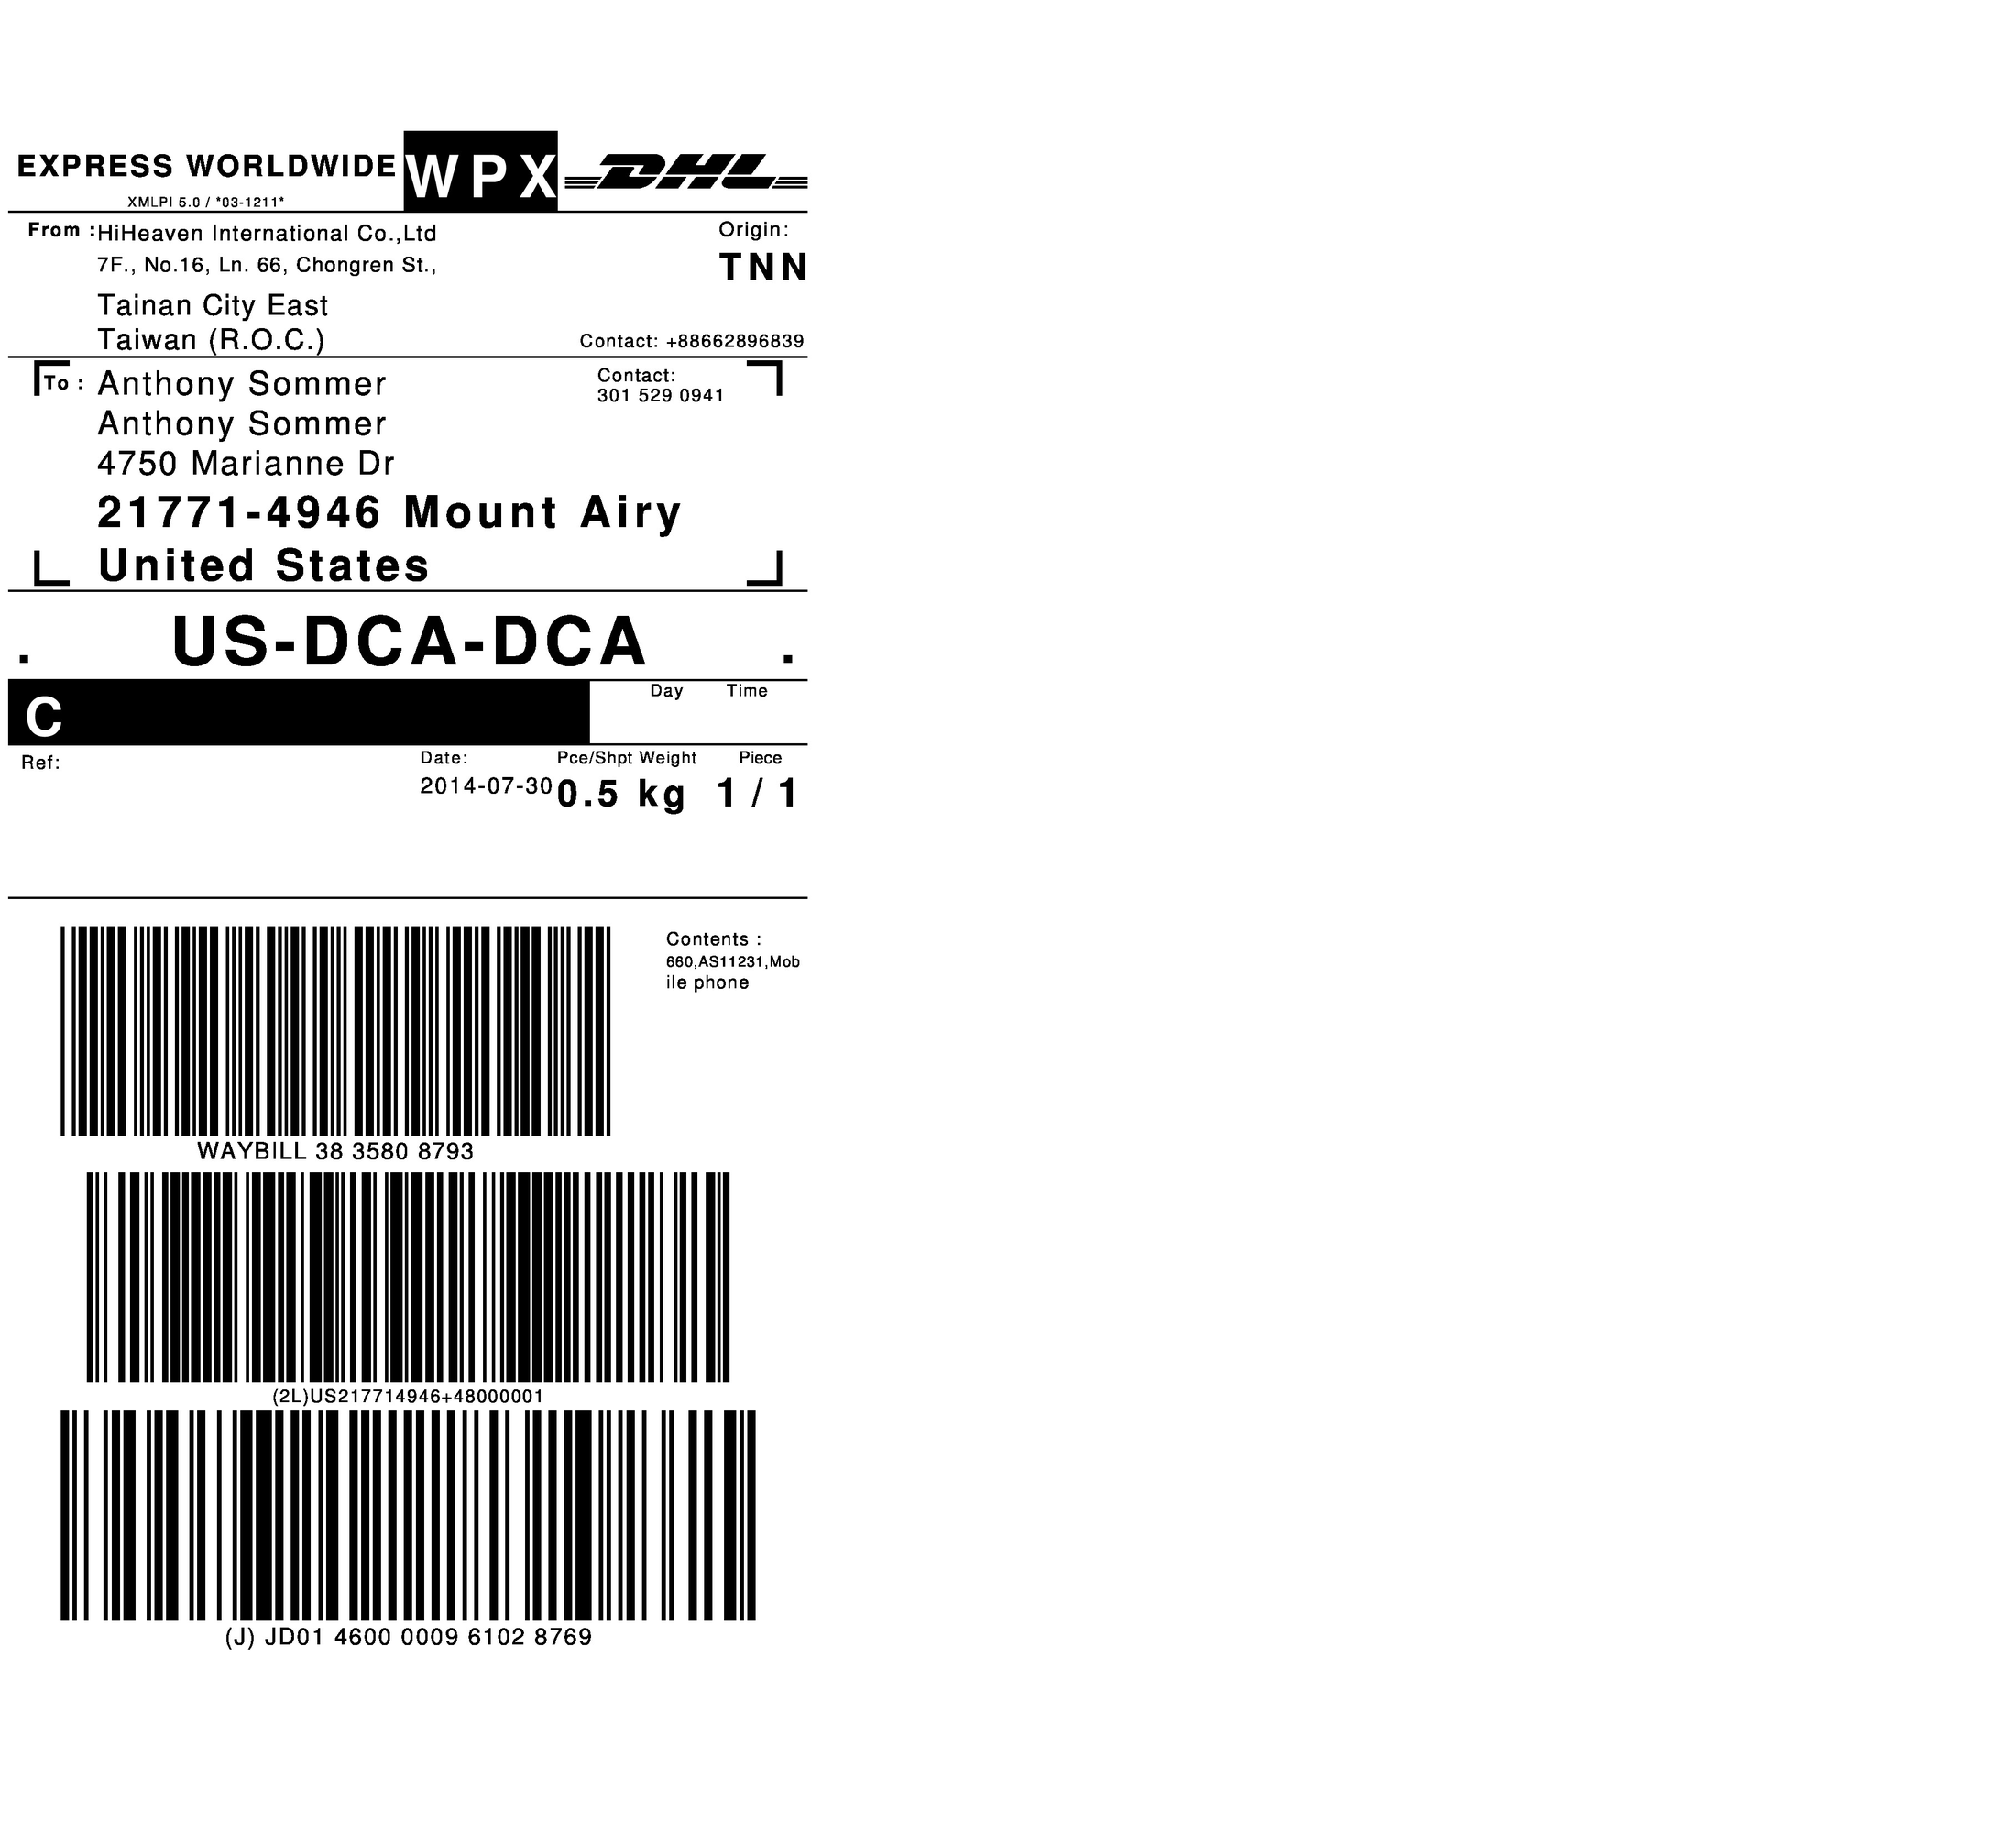 EXPRESS WORLDWIDE WPX DHL
XMLPI 5.0 / *03-1211*
From : HiHeaven International Co.,Ltd
Origin:
7F., No.16, Ln. 66, Chongren St.,
TNN
Tainan City East
Taiwan (R.O.C.)
Contact: +88662896839
To : Anthony Sommer
Contact:
301 529 0941
Anthony Sommer
4750 Marianne Dr
21771-4946 Mount Airy
United States
. US-DCA-DCA .
C
Day Time
Ref:
Date: Pce/Shpt Weight Piece
2014-07-30 0.5 kg 1 / 1
Contents :
660,AS11231,Mob
ile phone
WAYBILL 38 3580 8793
(2L)US217714946+48000001
(J) JD01 4600 0009 6102 8769